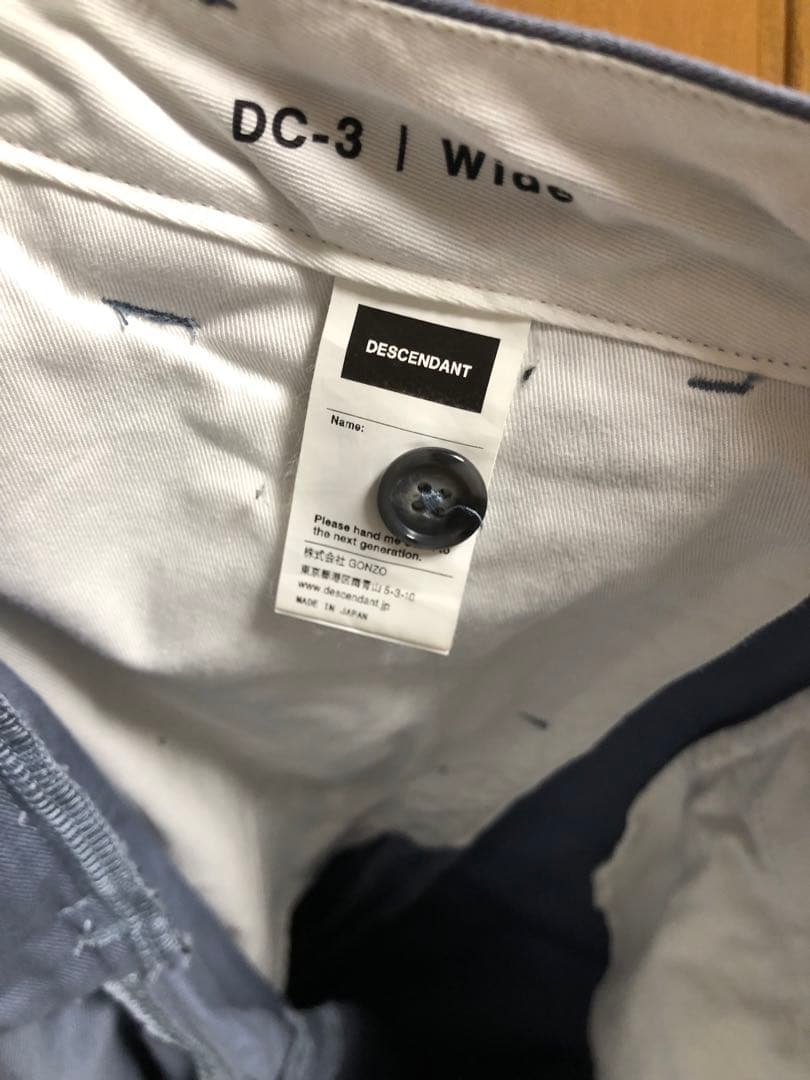 DC-3 | Wide
DESCENDANT
Name:
Please hand me to
the next generation.
株式会社 GONZO
東京都港区南青山 5-3-10
www.descendant.jp
MADE IN JAPAN